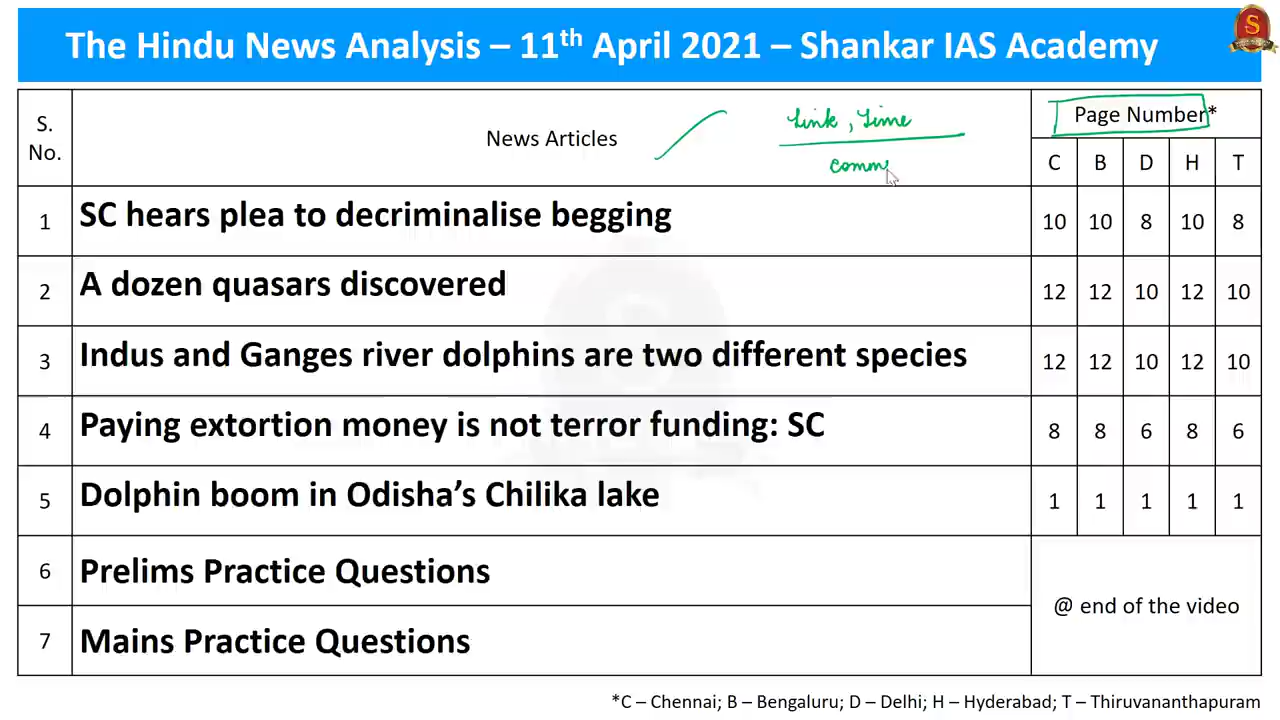 The Hindu News Analysis – 11th April 2021 – Shankar IAS Academy
S. No. News Articles Link, Time Page Number*
comm
C B D H T
1 SC hears plea to decriminalise begging 10 10 8 10 8
2 A dozen quasars discovered 12 12 10 12 10
3 Indus and Ganges river dolphins are two different species 12 12 10 12 10
4 Paying extortion money is not terror funding: SC 8 8 6 8 6
5 Dolphin boom in Odisha’s Chilika lake 1 1 1 1 1
6 Prelims Practice Questions
@ end of the video
7 Mains Practice Questions
*C – Chennai; B – Bengaluru; D – Delhi; H – Hyderabad; T – Thiruvananthapuram